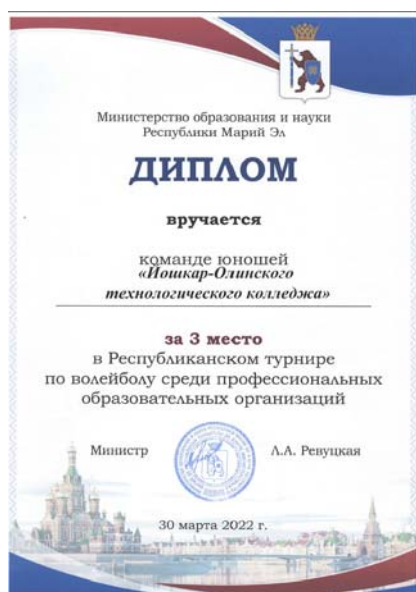 Министерство образования и науки
Республики Марий Эл
ДИПЛОМ
вручается
команде юношей
«Йошкар-Олинского
технологического колледжа»
за 3 место
в Республиканском турнире
по волейболу среди профессиональных
образовательных организаций
Министр
Л.А. Ревуцкая
30 марта 2022 г.